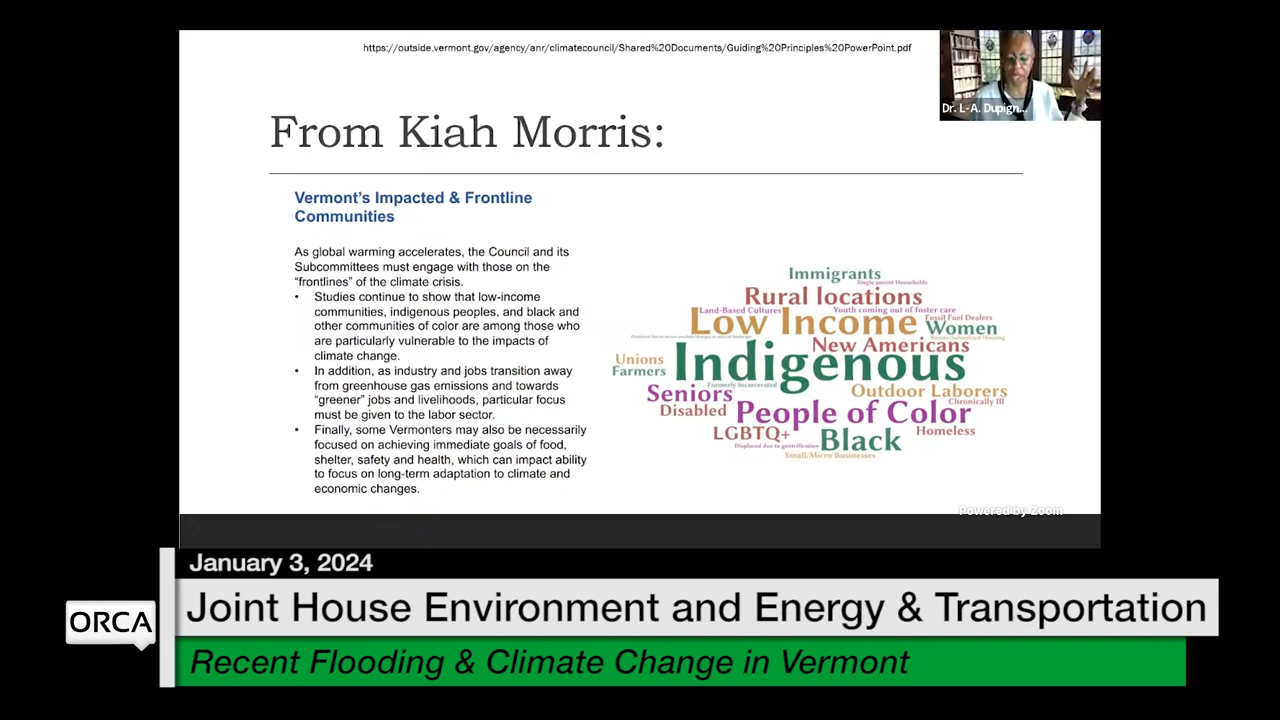 https://outside.vermont.gov/agency/anr/climatecouncil/Shared%20Documents/Guiding%20Principles%20PowerPoint.pdf
Dr. L-A. Dupign...
From Kiah Morris:
Vermont's Impacted & Frontline
Communities
As global warming accelerates, the Council and its
Subcommittees must engage with those on the
"frontlines" of the climate crisis.
• Studies continue to show that low-income
communities, indigenous peoples, and black and
other communities of color are among those who
are particularly vulnerable to the impacts of
climate change.
• In addition, as industry and jobs transition away
from greenhouse gas emissions and towards
"greener" jobs and livelihoods, particular focus
must be given to the labor sector.
• Finally, some Vermonters may also be necessarily
focused on achieving immediate goals of food,
shelter, safety and health, which can impact ability
to focus on long-term adaptation to climate and
economic changes.
Immigrants
Single-parent Households
Rural locations
Land-Based Cultures
Youth coming out of foster care
Low Income
Fossil Fuel Dealers
Women
New Americans
Unions
Indigenous
Farmers
Formerly Incarcerated
Seniors
Outdoor Laborers
Chronically Ill
Disabled
People of Color
LGBTQ+
Black
Homeless
Displaced due to gentrification
Small/Micro Businesses
Powered by Zoom
January 3, 2024
ORCA
Joint House Environment and Energy & Transportation
Recent Flooding & Climate Change in Vermont